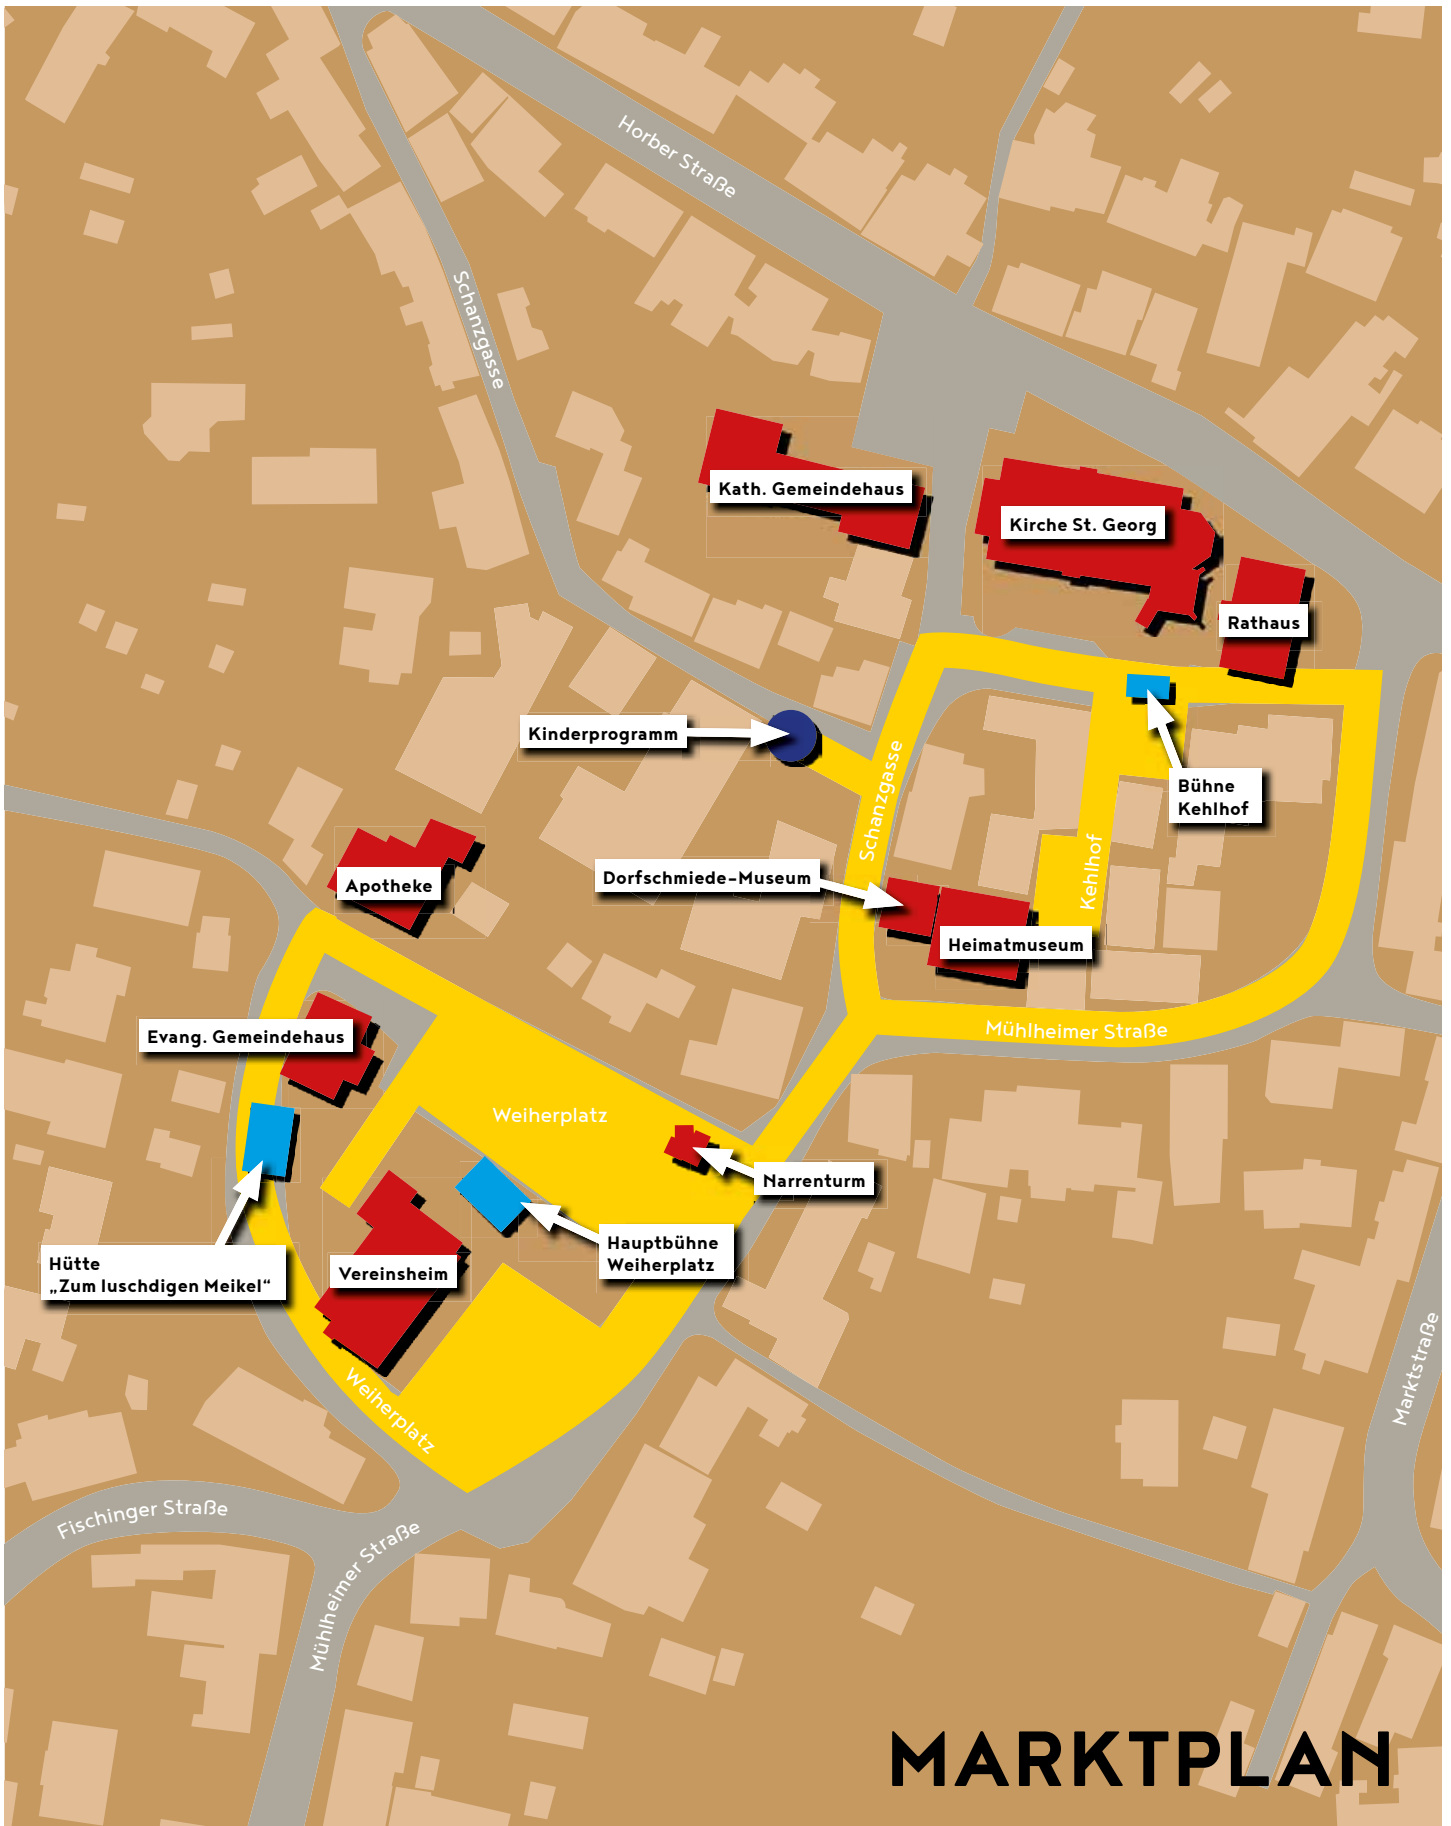 Horber Straße
Schanzgasse
Kath. Gemeindehaus
Kirche St. Georg
Rathaus
Kinderprogramm
Bühne
Kehlhof
Schanzgasse
Dorfschmiede-Museum
Kehlhof
Apotheke
Heimatmuseum
Mühlheimer Straße
Evang. Gemeindehaus
Weiherplatz
Narrenturm
Hauptbühne
Weiherplatz
Hütte
„Zum luschdigen Meikel“
Vereinsheim
Weiherplatz
Marktstraße
Fischinger Straße
Mühlheimer Straße
MARKTPLAN